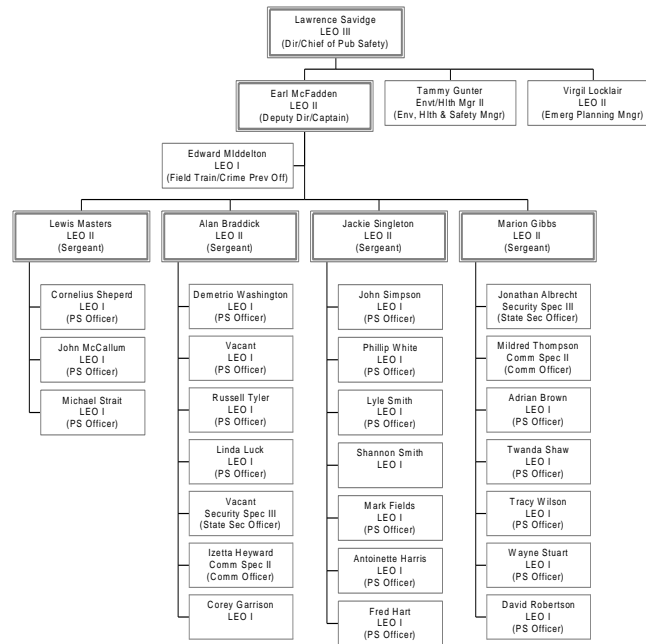 Lawrence Savidge
LEO III
(Dir/Chief of Pub Safety)
Earl McFadden
LEO II
(Deputy Dir/Captain)
Tammy Gunter
Envt/Hlth Mgr II
(Env, Hlth & Safety Mngr)
Virgil Locklair
LEO II
(Emerg Planning Mngr)
Edward MIddelton
LEO I
(Field Train/Crime Prev Off)
Lewis Masters
LEO II
(Sergeant)
Cornelius Sheperd
LEO I
(PS Officer)
John McCallum
LEO I
(PS Officer)
Michael Strait
LEO I
(PS Officer)
Alan Braddick
LEO II
(Sergeant)
Demetrio Washington
LEO I
(PS Officer)
Vacant
LEO I
(PS Officer)
Russell Tyler
LEO I
(PS Officer)
Linda Luck
LEO I
(PS Officer)
Vacant
Security Spec III
(State Sec Officer)
Izetta Heyward
Comm Spec II
(Comm Officer)
Corey Garrison
LEO I
Jackie Singleton
LEO II
(Sergeant)
John Simpson
LEO I
(PS Officer)
Phillip White
LEO I
(PS Officer)
Lyle Smith
LEO I
(PS Officer)
Shannon Smith
LEO I
Mark Fields
LEO I
(PS Officer)
Antoinette Harris
LEO I
(PS Officer)
Fred Hart
LEO I
(PS Officer)
Marion Gibbs
LEO II
(Sergeant)
Jonathan Albrecht
Security Spec III
(State Sec Officer)
Mildred Thompson
Comm Spec II
(Comm Officer)
Adrian Brown
LEO I
(PS Officer)
Twanda Shaw
LEO I
(PS Officer)
Tracy Wilson
LEO I
(PS Officer)
Wayne Stuart
LEO I
(PS Officer)
David Robertson
LEO I
(PS Officer)